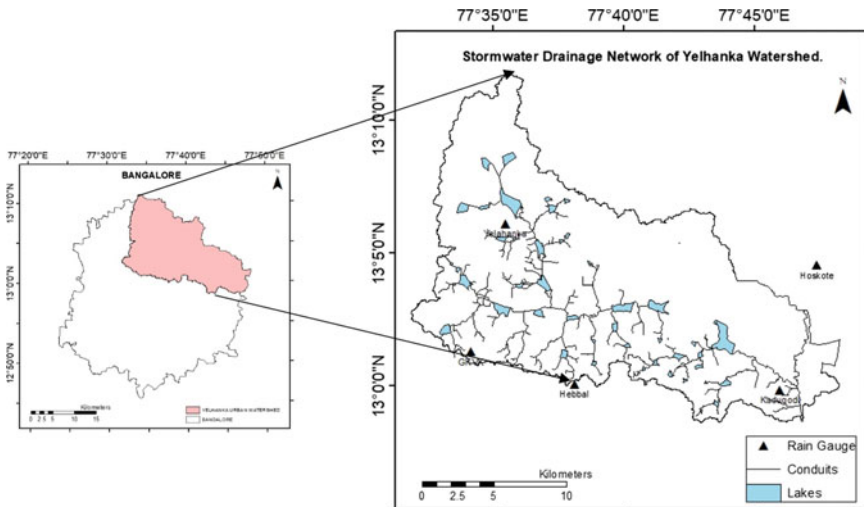 77°20'0"E 77°30'0"E 77°40'0"E 77°50'0"E
BANGALORE
N
13°10'0"N
13°0'0"N
12°50'0"N
Kilometers
0 2.5 5 10 15
YELHANKA URBAN WATERSHED
BANGALORE
77°35'0"E 77°40'0"E 77°45'0"E
Stormwater Drainage Network of Yelhanka Watershed.
N
13°10'0"N
13°5'0"N
13°0'0"N
Hoskote
Hebbal
Kadugodi
Kilometers
0 2.5 5 10
Rain Gauge
Conduits
Lakes